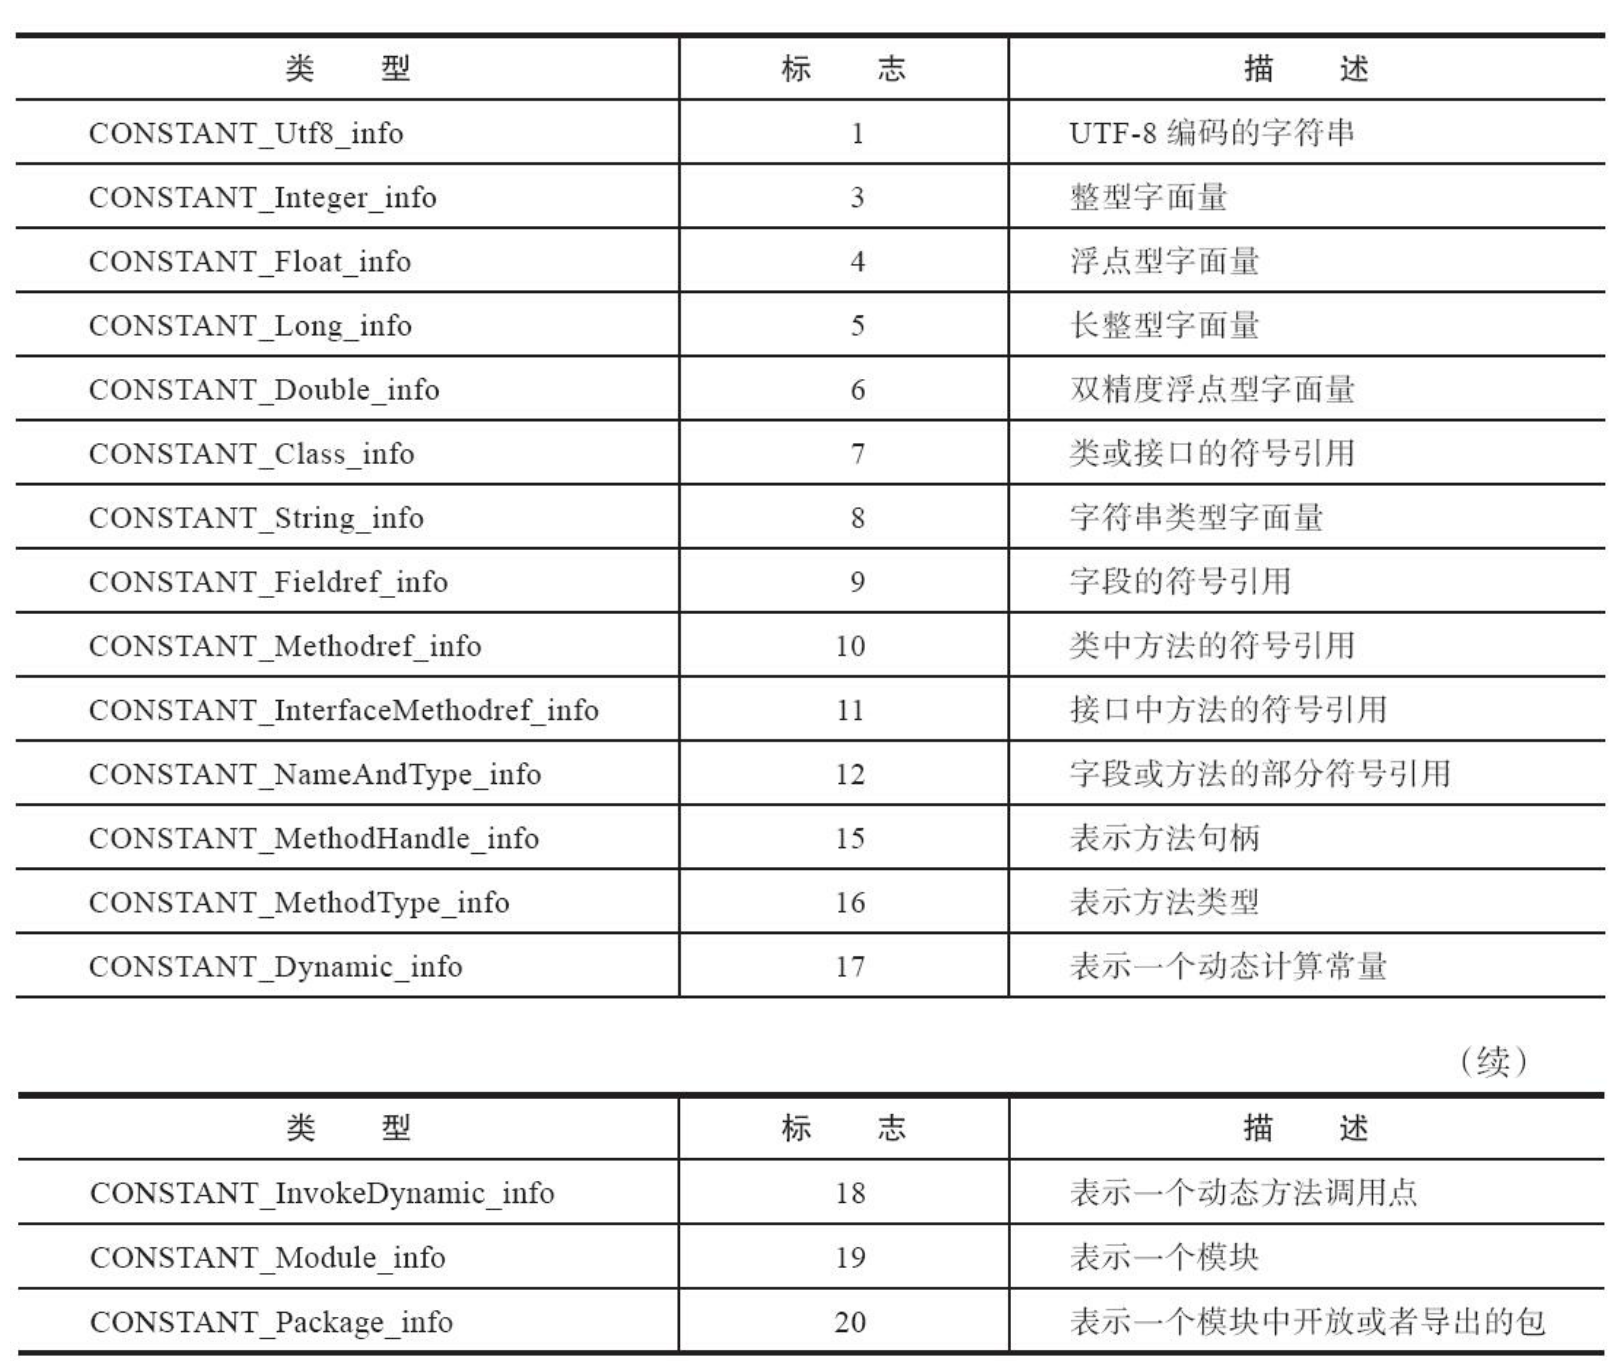 类 型 标 志 描 述
CONSTANT_Utf8_info 1 UTF-8 编码的字符串
CONSTANT_Integer_info 3 整型字面量
CONSTANT_Float_info 4 浮点型字面量
CONSTANT_Long_info 5 长整型字面量
CONSTANT_Double_info 6 双精度浮点型字面量
CONSTANT_Class_info 7 类或接口的符号引用
CONSTANT_String_info 8 字符串类型字面量
CONSTANT_Fieldref_info 9 字段的符号引用
CONSTANT_Methodref_info 10 类中方法的符号引用
CONSTANT_InterfaceMethodref_info 11 接口中方法的符号引用
CONSTANT_NameAndType_info 12 字段或方法的部分符号引用
CONSTANT_MethodHandle_info 15 表示方法句柄
CONSTANT_MethodType_info 16 表示方法类型
CONSTANT_Dynamic_info 17 表示一个动态计算常量
（续）
类 型 标 志 描 述
CONSTANT_InvokeDynamic_info 18 表示一个动态方法调用点
CONSTANT_Module_info 19 表示一个模块
CONSTANT_Package_info 20 表示一个模块中开放或者导出的包